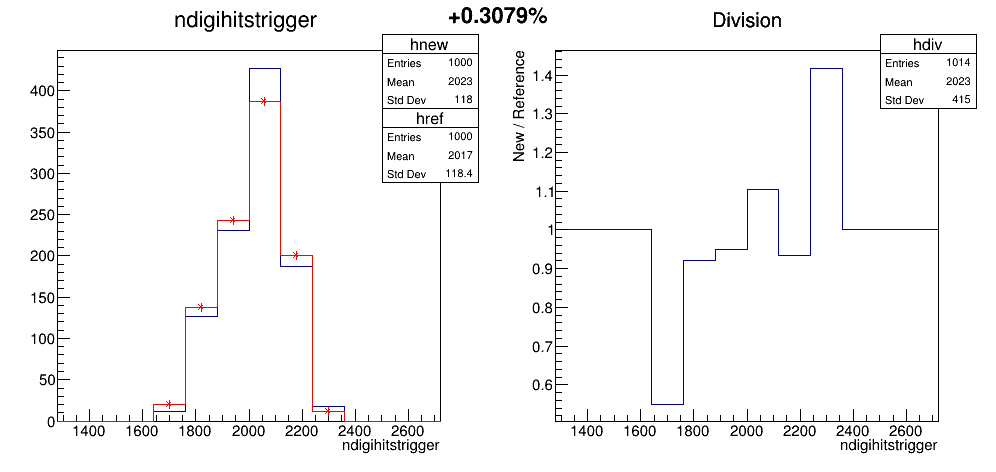 +0.3079%
ndigihitstrigger
hnew
Entries 1000
Mean 2023
Std Dev 118
href
Entries 1000
Mean 2017
Std Dev 118.4
400
350
300
250
200
150
100
50
0
1400 1600 1800 2000 2200 2400 2600
ndigihitstrigger
Division
hdiv
Entries 1014
Mean 2023
Std Dev 415
New / Reference
1.4
1.3
1.2
1.1
1
0.9
0.8
0.7
0.6
1400 1600 1800 2000 2200 2400 2600
ndigihitstrigger